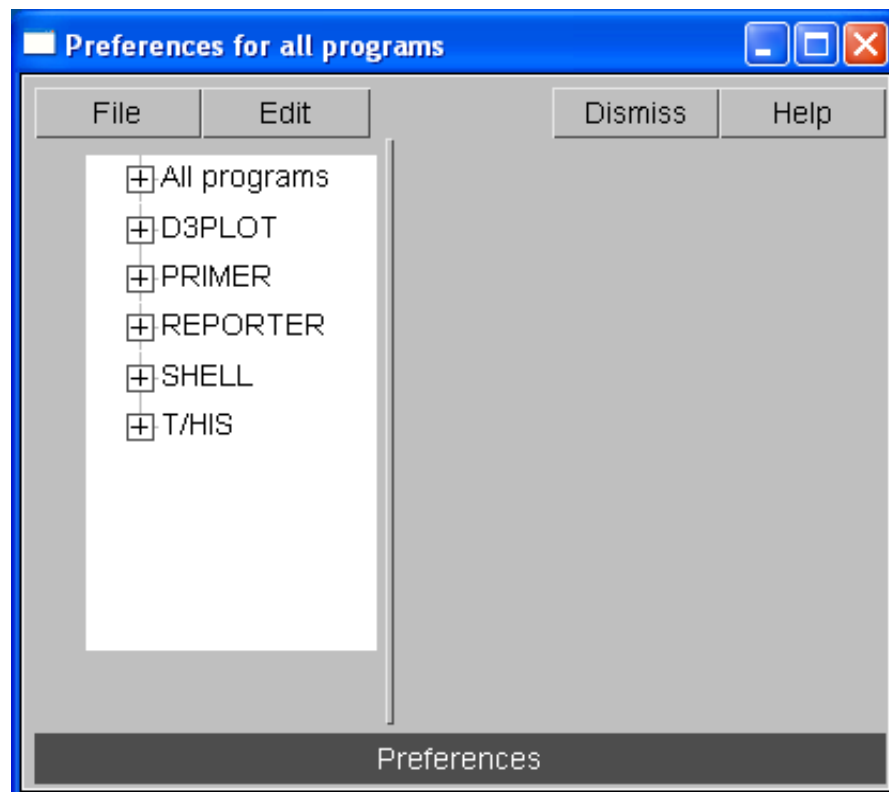 Preferences for all programs
File Edit Dismiss Help
All programs
D3PLOT
PRIMER
REPORTER
SHELL
T/HIS
Preferences